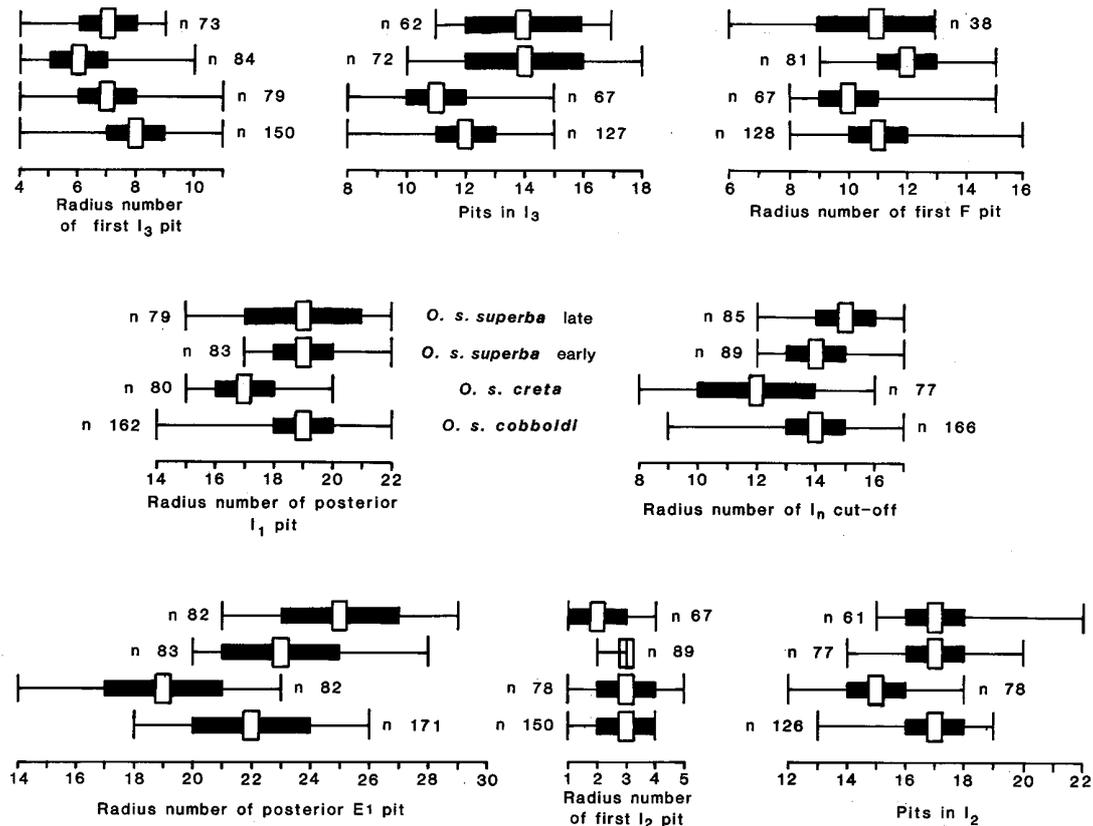 n 73
n 84
n 79
n 150
4 6 8 10
Radius number
of first I3 pit
n 62
n 72
n 67
n 127
8 10 12 14 16 18
Pits in I3
n 38
n 81
n 67
n 128
6 8 10 12 14 16
Radius number of first F pit
n 79
n 83
n 80
n 162
14 16 18 20 22
Radius number of posterior
I1 pit
O. s. superba late
O. s. superba early
O. s. creta
O. s. cobboldi
n 85
n 89
n 77
n 166
8 10 12 14 16
Radius number of In cut-off
n 82
n 83
n 82
n 171
14 16 18 20 22 24 26 28 30
Radius number of posterior E1 pit
n 67
n 89
n 78
n 150
1 2 3 4 5
Radius number
of first I2 pit
n 61
n 77
n 78
n 126
12 14 16 18 20 22
Pits in I2